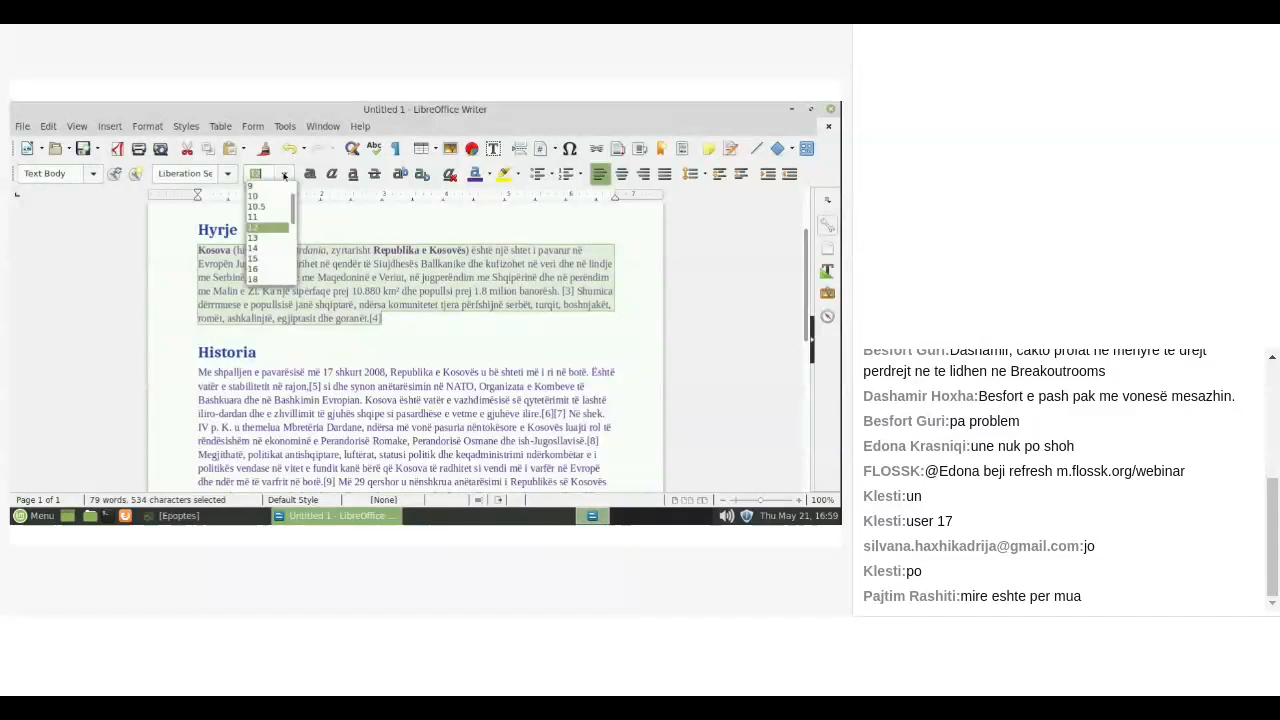 Untitled 1 - LibreOffice Writer
File Edit View Insert Format Styles Table Form Tools Window Help
Text Body Liberation Se
9
10
10.5
11
12
13
14
15
16
18
2 3 4 5 6 7
Hyrje
Kosova (hi rdania, zyrtarisht Republika e Kosovës) është një shtet i pavarur në
Evropën Ju rihet në qendër të Siujdhesës Ballkanike dhe kufizohet në veri dhe në lindje
me Serbinë me Maqedoninë e Veriut, në jugperëndim me Shqipërinë dhe në perëndim
me Malin e Zi. Ka një sipërfaqe prej 10.880 km² dhe popullsi prej 1.8 milion banorësh. [3] Shumica
dërrmuese e popullsisë janë shqiptarë, ndërsa komunitetet tjera përfshijnë serbët, turqit, boshnjakët,
romët, ashkalinjtë, egjiptasit dhe goranët.[4]
Historia
Me shpalljen e pavarësisë më 17 shkurt 2008, Republika e Kosovës u bë shteti më i ri në botë. Është
vatër e stabilitetit në rajon,[5] si dhe synon anëtarësimin në NATO, Organizata e Kombeve të
Bashkuara dhe në Bashkimin Evropian. Kosova është vatër e vazhdimësisë së qytetërimit të lashtë
iliro-dardan dhe e zhvillimit të gjuhës shqipe si pasardhëse e vetme e gjuhëve ilire.[6][7] Në shek.
IV p. K. u themelua Mbretëria Dardane, ndërsa më vonë pasuria nëntokësore e Kosovës luajti rol të
rëndësishëm në ekonominë e Perandorisë Romake, Perandorisë Osmane dhe ish-Jugosllavisë.[8]
Megjithatë, politikat antishqiptare, luftërat, statusi politik dhe keqadministrimi ndërkombëtar e i
politikës vendase në vitet e fundit kanë bërë që Kosova të radhitet si vendi më i varfër në Evropë
dhe ndër më të varfrit në botë.[9] Më 29 qershor u nënshkrua anëtarësimi i Republikës së Kosovës
Page 1 of 1 79 words, 534 characters selected Default Style [None] 100%
Menu [Epoptes] Untitled 1 - LibreOffice ... Thu May 21, 16:59
Besfort Guri:Dashamir, cakto profat ne menyre te drejt
perdrejt ne te lidhen ne Breakoutrooms
Dashamir Hoxha:Besfort e pash pak me vonesë mesazhin.
Besfort Guri:pa problem
Edona Krasniqi:une nuk po shoh
FLOSSK:@Edona beji refresh m.flossk.org/webinar
Klesti:un
Klesti:user 17
silvana.haxhikadrija@gmail.com:jo
Klesti:po
Pajtim Rashiti:mire eshte per mua